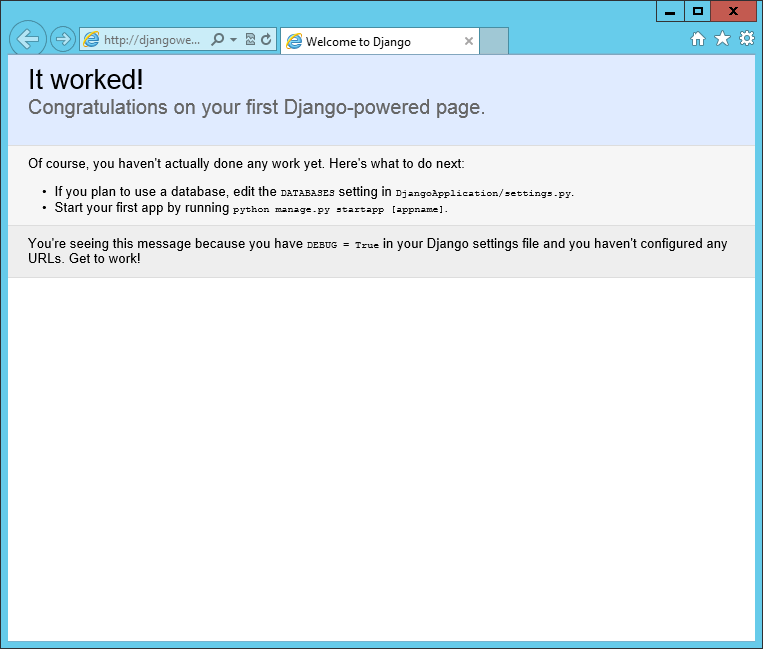 http://djangowe...
Welcome to Django
It worked!
Congratulations on your first Django-powered page.
Of course, you haven't actually done any work yet. Here's what to do next:
• If you plan to use a database, edit the DATABASES setting in DjangoApplication/settings.py.
• Start your first app by running python manage.py startapp [appname].
You're seeing this message because you have DEBUG = True in your Django settings file and you haven't configured any
URLs. Get to work!